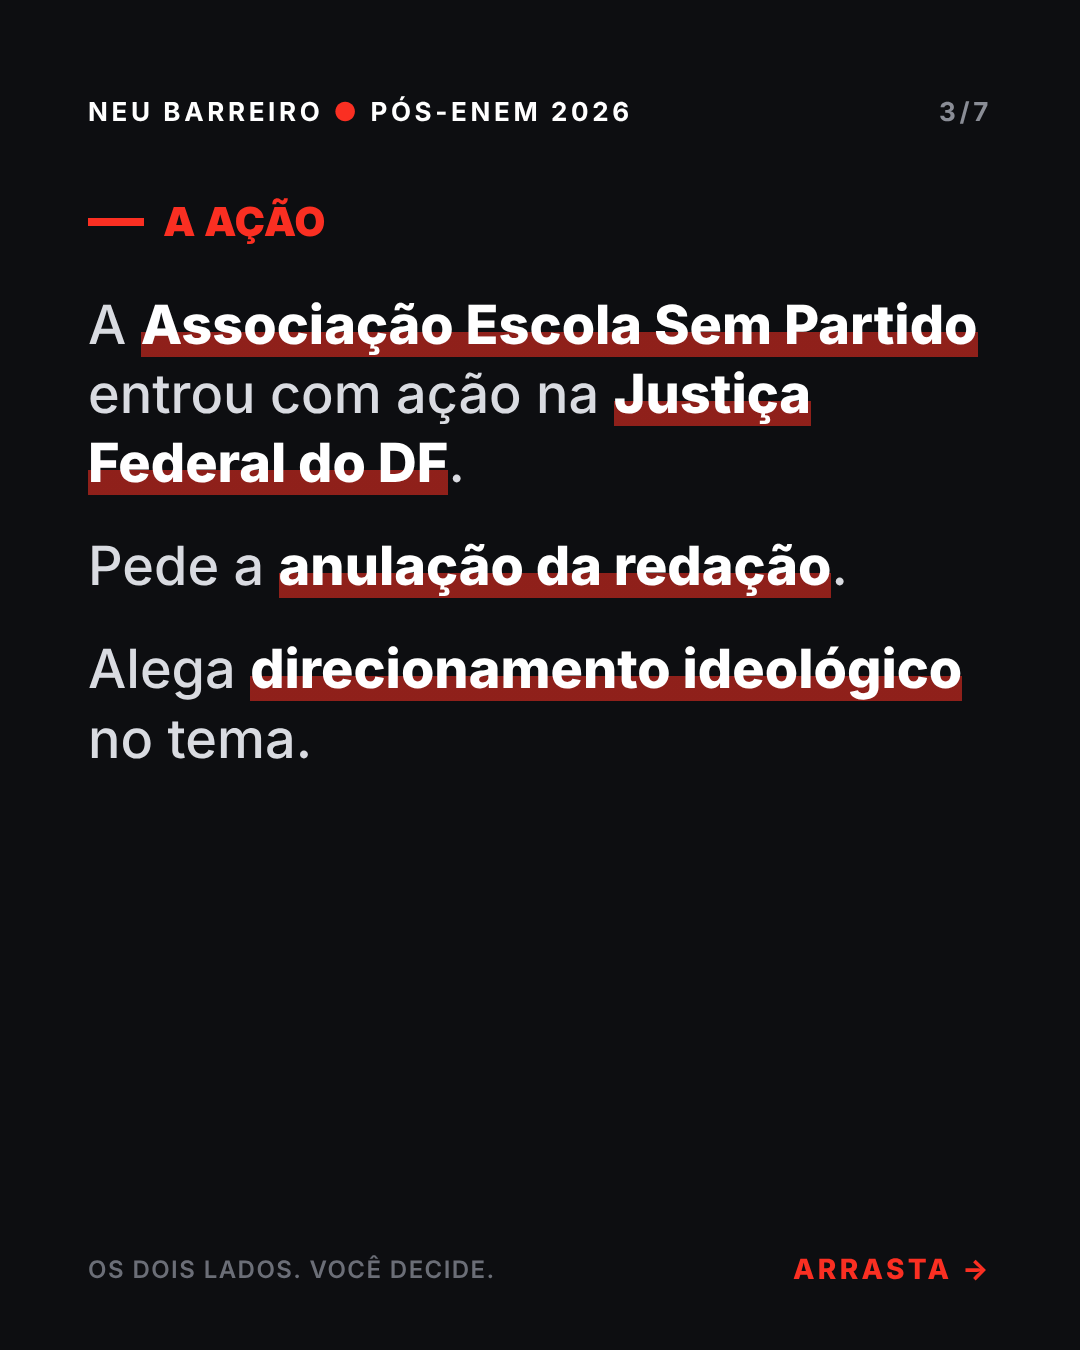 NEU BARREIRO ● PÓS-ENEM 2026
3/7
A AÇÃO
A Associação Escola Sem Partido
entrou com ação na Justiça
Federal do DF.
Pede a anulação da redação.
Alega direcionamento ideológico
no tema.
OS DOIS LADOS. VOCÊ DECIDE.
ARRASTA →